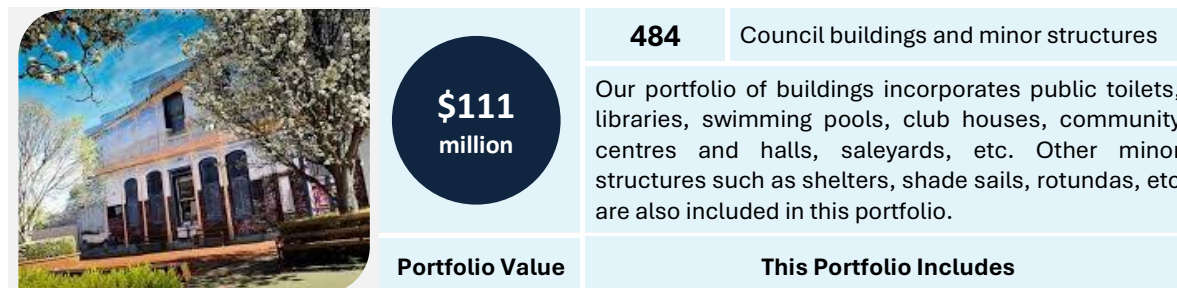 $111
million
484
Council buildings and minor structures
Our portfolio of buildings incorporates public toilets,
libraries, swimming pools, club houses, community
centres and halls, saleyards, etc. Other minor
structures such as shelters, shade sails, rotundas, etc
are also included in this portfolio.
Portfolio Value
This Portfolio Includes